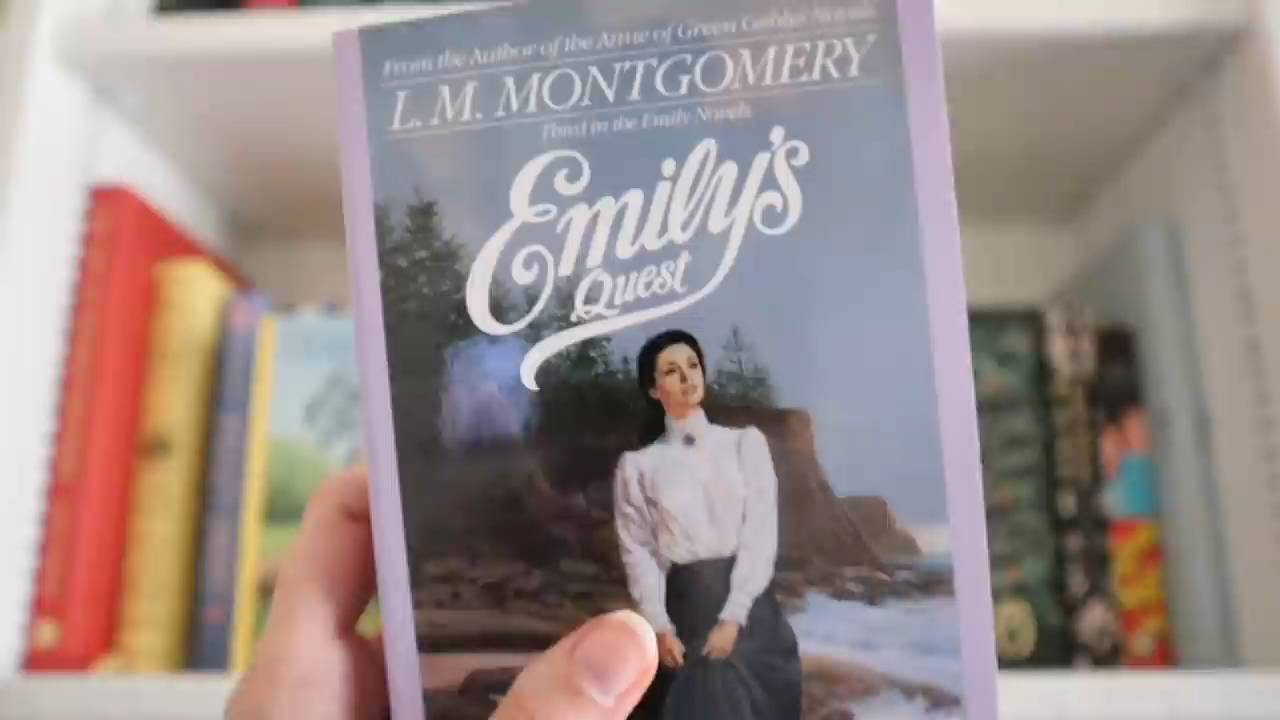 From the Author of the Anne of Green Gables Novels
L. M. MONTGOMERY
Third in the Emily Novels
Emily's
Quest